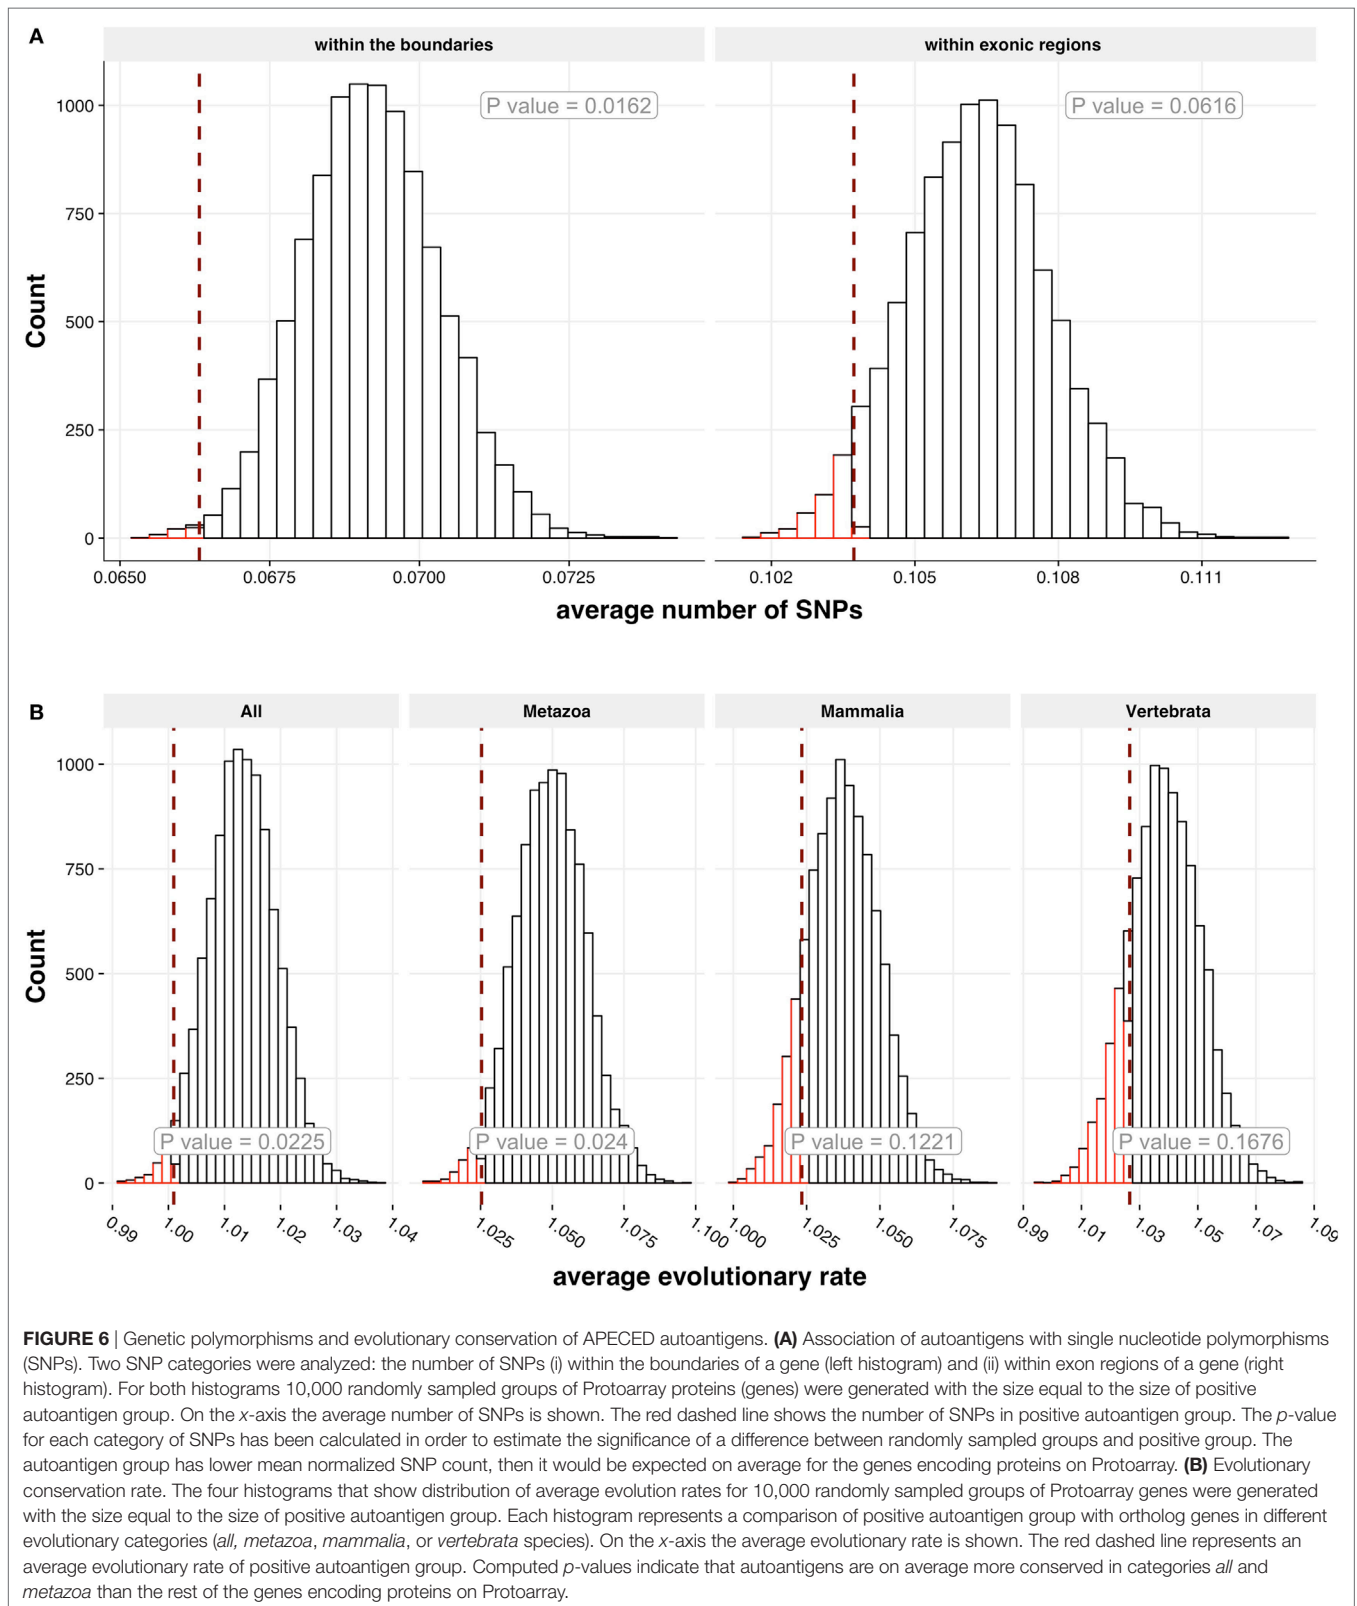 A
within the boundaries
within exonic regions
P value = 0.0162
P value = 0.0616
Count
1000
750
500
250
0
0.0650
0.0675
0.0700
0.0725
0.102
0.105
0.108
0.111
average number of SNPs
B
All
Metazoa
Mammalia
Vertebrata
Count
1000
750
500
250
0
P value = 0.0225
P value = 0.024
P value = 0.1221
P value = 0.1676
0.99
1.00
1.01
1.02
1.03
1.04
1.025
1.050
1.075
1.100
1.000
1.025
1.050
1.075
0.99
1.01
1.03
1.05
1.07
1.09
average evolutionary rate
FIGURE 6 | Genetic polymorphisms and evolutionary conservation of APECED autoantigens. (A) Association of autoantigens with single nucleotide polymorphisms
(SNPs). Two SNP categories were analyzed: the number of SNPs (i) within the boundaries of a gene (left histogram) and (ii) within exon regions of a gene (right
histogram). For both histograms 10,000 randomly sampled groups of Protoarray proteins (genes) were generated with the size equal to the size of positive
autoantigen group. On the x-axis the average number of SNPs is shown. The red dashed line shows the number of SNPs in positive autoantigen group. The p-value
for each category of SNPs has been calculated in order to estimate the significance of a difference between randomly sampled groups and positive group. The
autoantigen group has lower mean normalized SNP count, then it would be expected on average for the genes encoding proteins on Protoarray. (B) Evolutionary
conservation rate. The four histograms that show distribution of average evolution rates for 10,000 randomly sampled groups of Protoarray genes were generated
with the size equal to the size of positive autoantigen group. Each histogram represents a comparison of positive autoantigen group with ortholog genes in different
evolutionary categories (all, metazoa, mammalia, or vertebrata species). On the x-axis the average evolutionary rate is shown. The red dashed line represents an
average evolutionary rate of positive autoantigen group. Computed p-values indicate that autoantigens are on average more conserved in categories all and
metazoa than the rest of the genes encoding proteins on Protoarray.